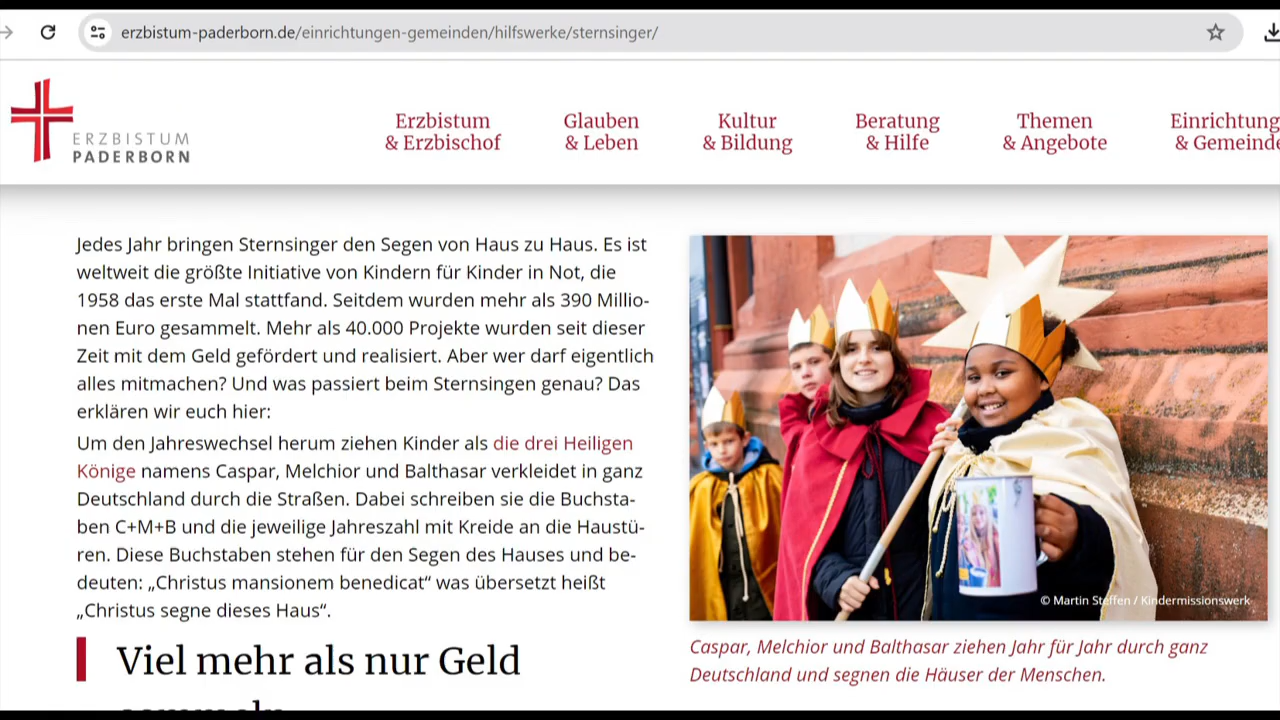 erzbistum-paderborn.de/einrichtungen-gemeinden/hilfswerke/sternsinger/
ERZBISTUM
PADERBORN
Erzbistum
& Erzbischof
Glauben
& Leben
Kultur
& Bildung
Beratung
& Hilfe
Themen
& Angebote
Einrichtung
& Gemeinde
Jedes Jahr bringen Sternsinger den Segen von Haus zu Haus. Es ist
weltweit die größte Initiative von Kindern für Kinder in Not, die
1958 das erste Mal stattfand. Seitdem wurden mehr als 390 Millio-
nen Euro gesammelt. Mehr als 40.000 Projekte wurden seit dieser
Zeit mit dem Geld gefördert und realisiert. Aber wer darf eigentlich
alles mitmachen? Und was passiert beim Sternsingen genau? Das
erklären wir euch hier:
Um den Jahreswechsel herum ziehen Kinder als die drei Heiligen
Könige namens Caspar, Melchior und Balthasar verkleidet in ganz
Deutschland durch die Straßen. Dabei schreiben sie die Buchsta-
ben C+M+B und die jeweilige Jahreszahl mit Kreide an die Haustü-
ren. Diese Buchstaben stehen für den Segen des Hauses und be-
deuten: „Christus mansionem benedicat“ was übersetzt heißt
„Christus segne dieses Haus“.
Viel mehr als nur Geld
© Martin Steffen / Kindermissionswerk
Caspar, Melchior und Balthasar ziehen Jahr für Jahr durch ganz
Deutschland und segnen die Häuser der Menschen.